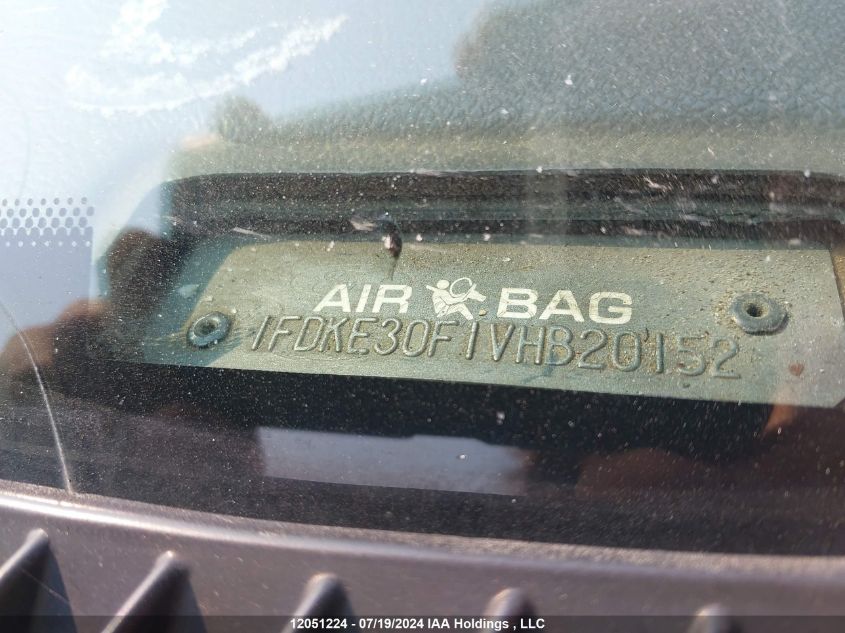 AIR BAG
1FDKE30F1VHB20152
12051224 - 07/19/2024 IAA Holdings , LLC